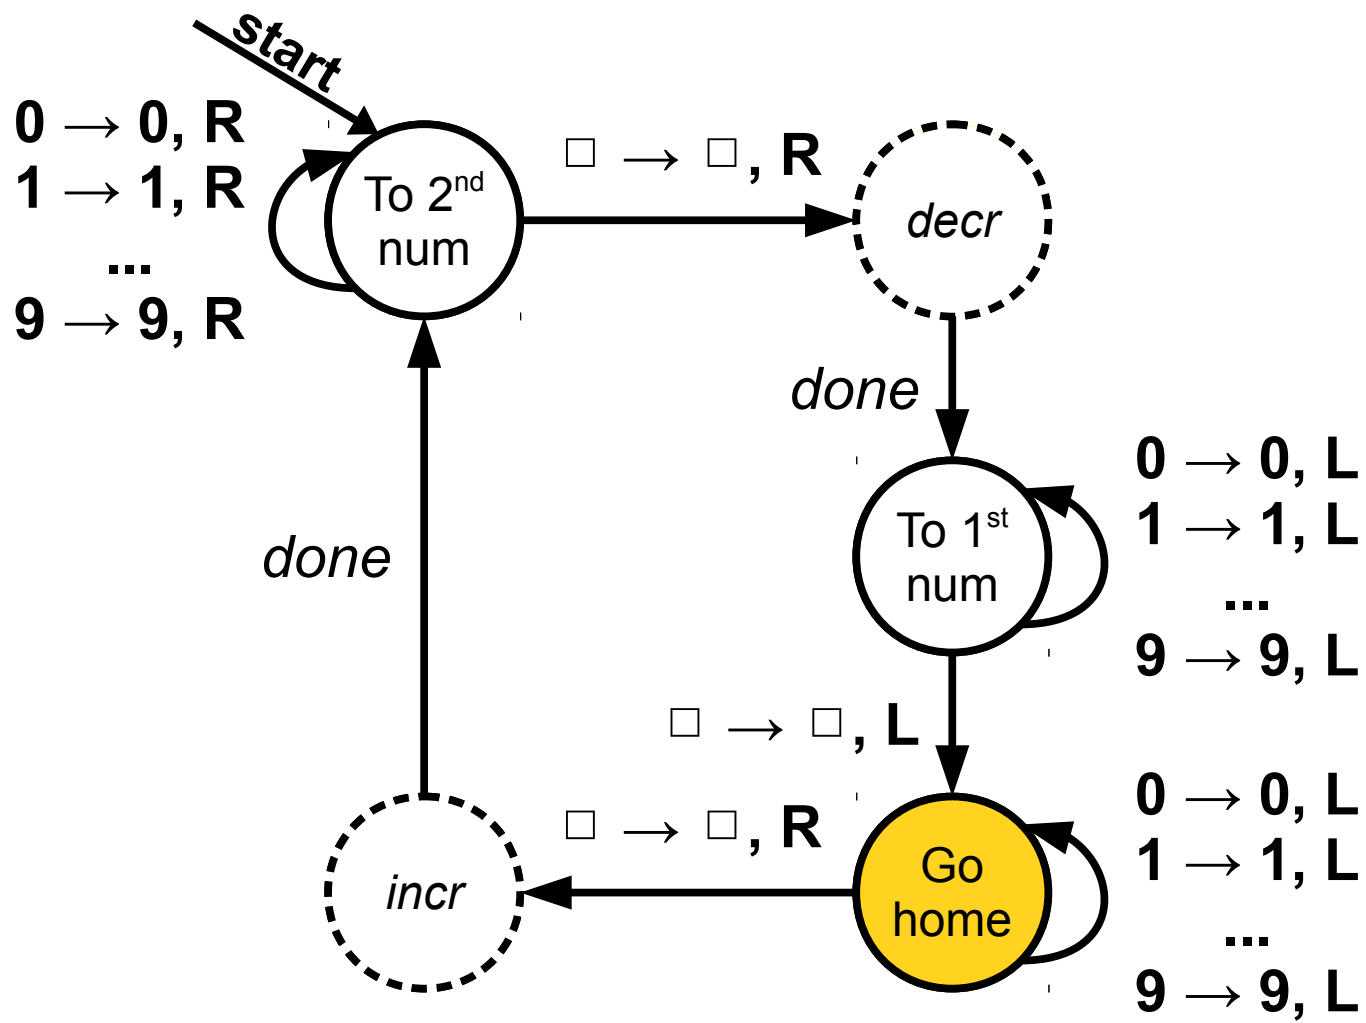 start
0 → 0, R
1 → 1, R
...
9 → 9, R
To 2nd
num
□ → □, R
decr
done
0 → 0, L
1 → 1, L
...
9 → 9, L
To 1st
num
done
□ → □, L
□ → □, R
0 → 0, L
1 → 1, L
...
9 → 9, L
Go
home
incr